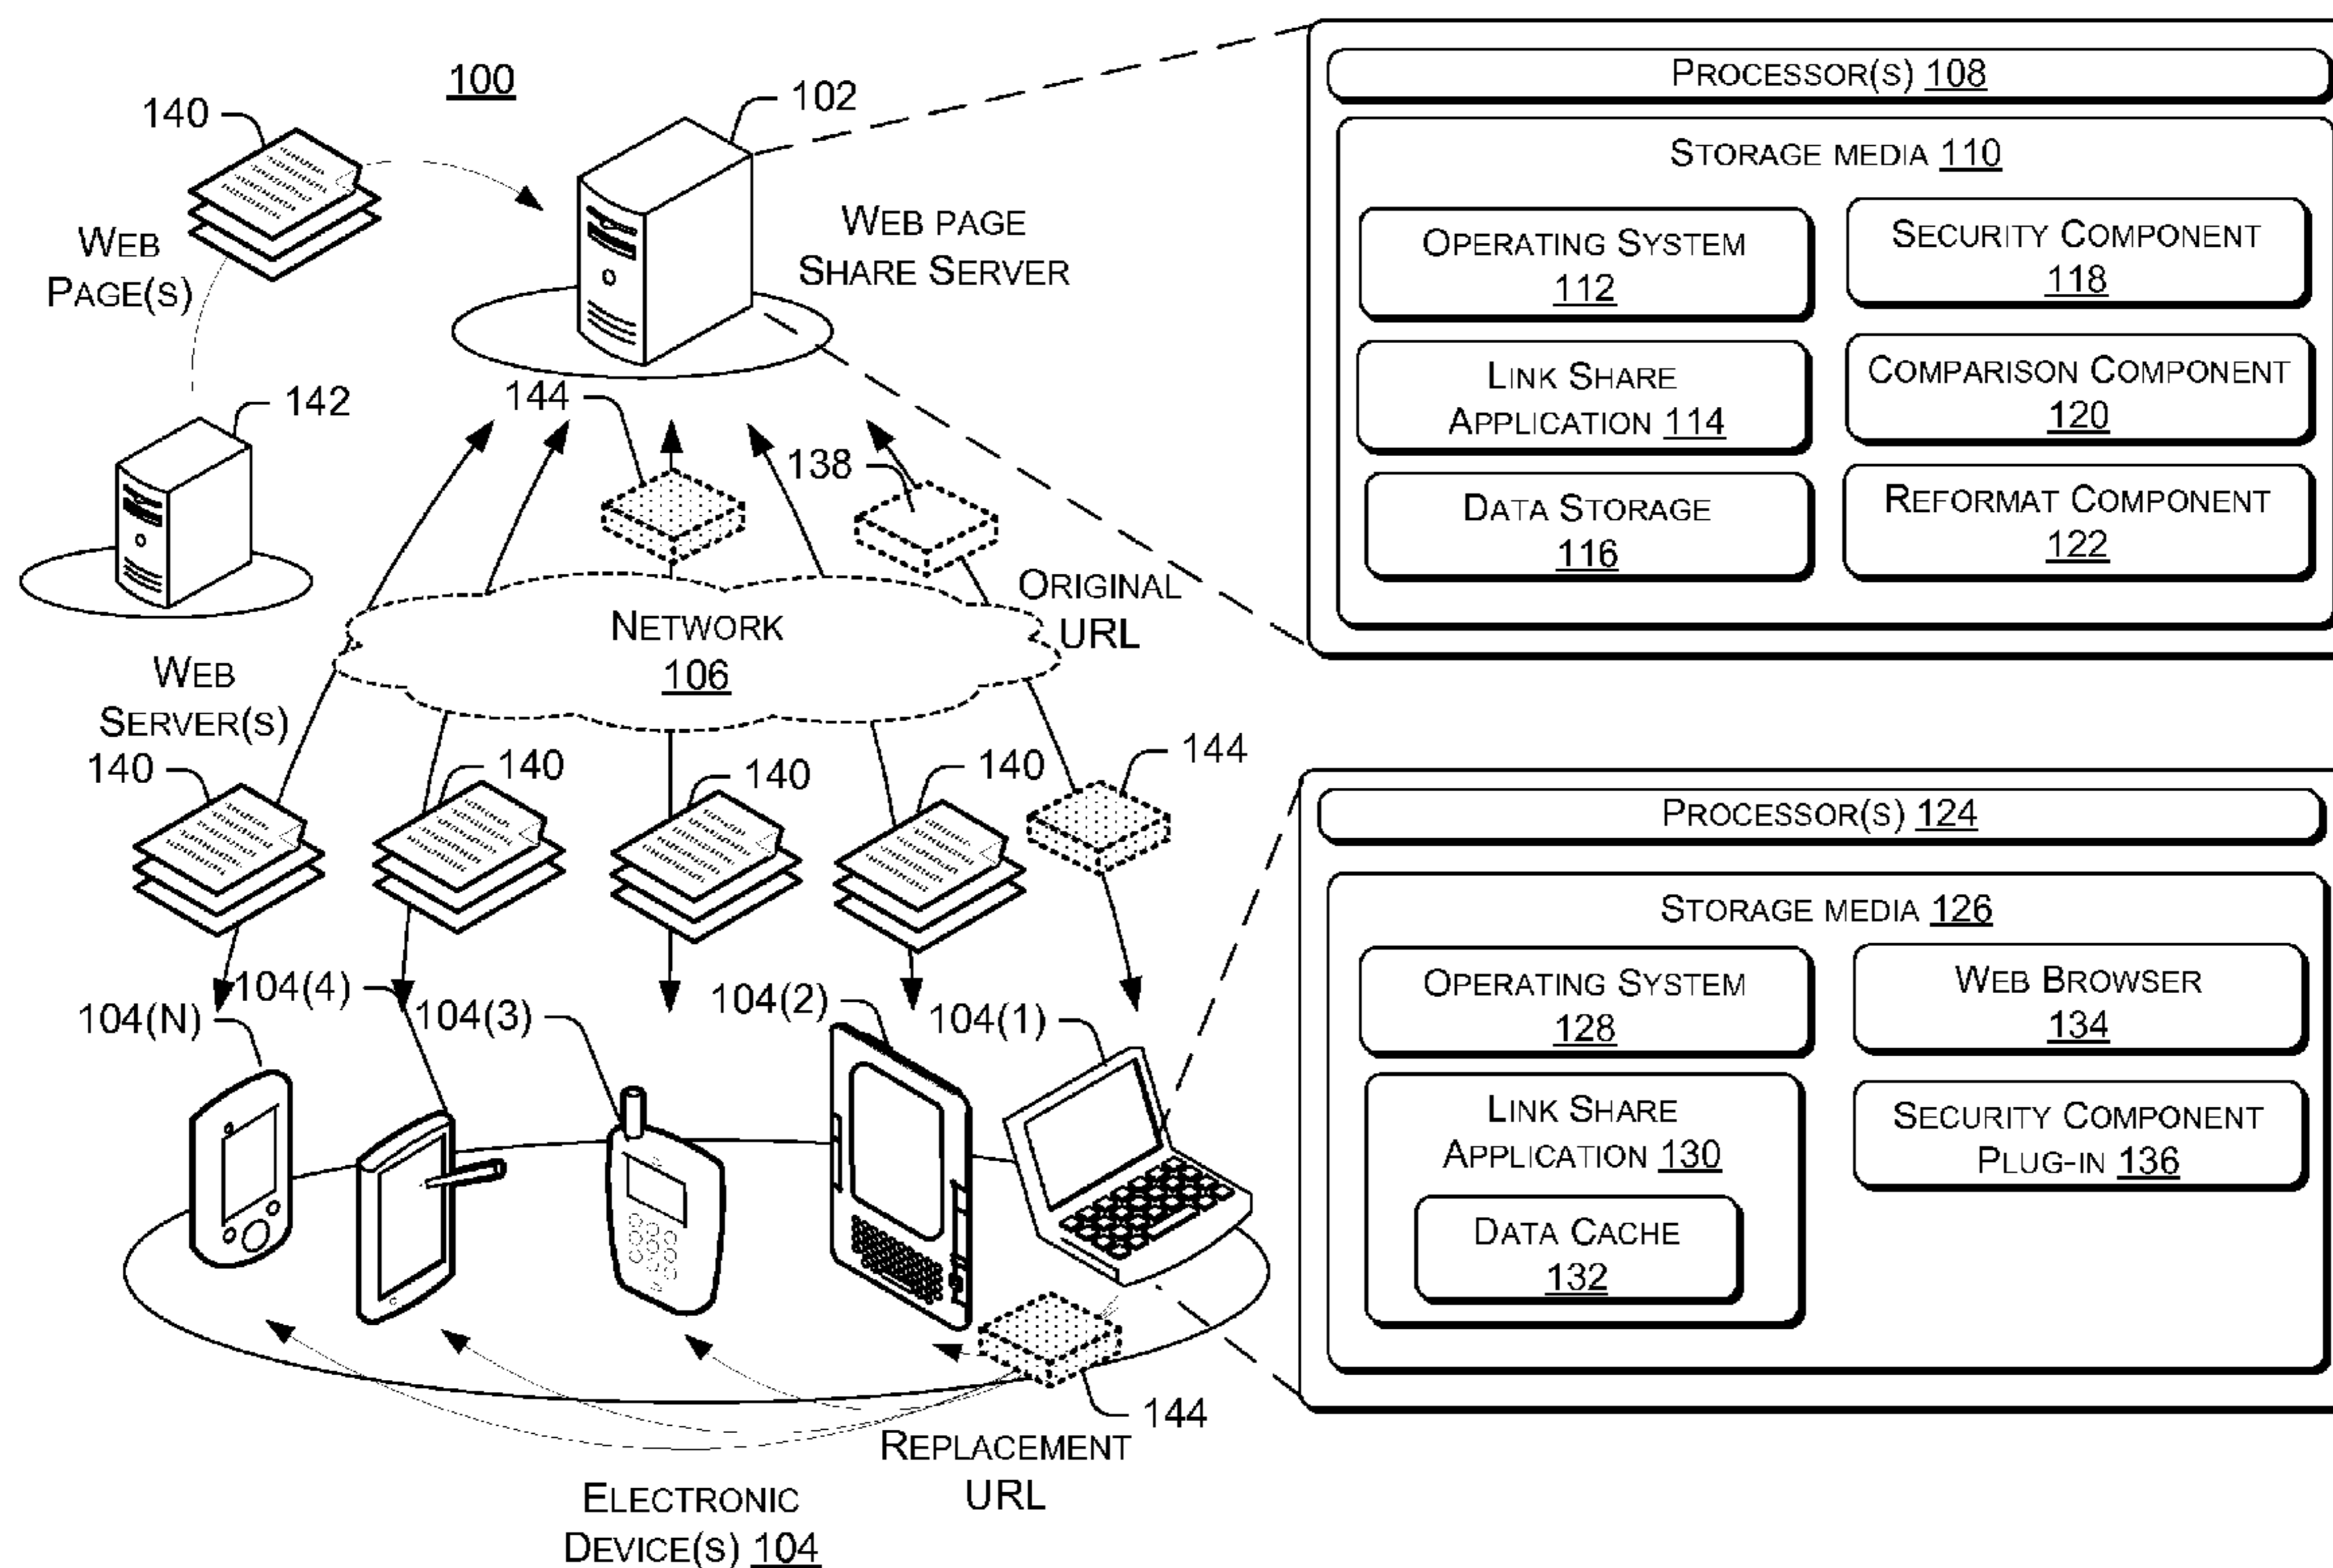 100
140
102
WEB PAGE(S)
WEB PAGE
SHARE SERVER
142
144
138
ORIGINAL
URL
NETWORK
106
WEB
SERVER(S)
140
140
140
140
144
104(N)
104(4)
104(3)
104(2)
104(1)
144
REPLACEMENT
URL
ELECTRONIC
DEVICE(S) 104
PROCESSOR(S) 108
STORAGE MEDIA 110
OPERATING SYSTEM
112
SECURITY COMPONENT
118
LINK SHARE
APPLICATION 114
COMPARISON COMPONENT
120
DATA STORAGE
116
REFORMAT COMPONENT
122
PROCESSOR(S) 124
STORAGE MEDIA 126
OPERATING SYSTEM
128
WEB BROWSER
134
LINK SHARE
APPLICATION 130
SECURITY COMPONENT
PLUG-IN 136
DATA CACHE
132